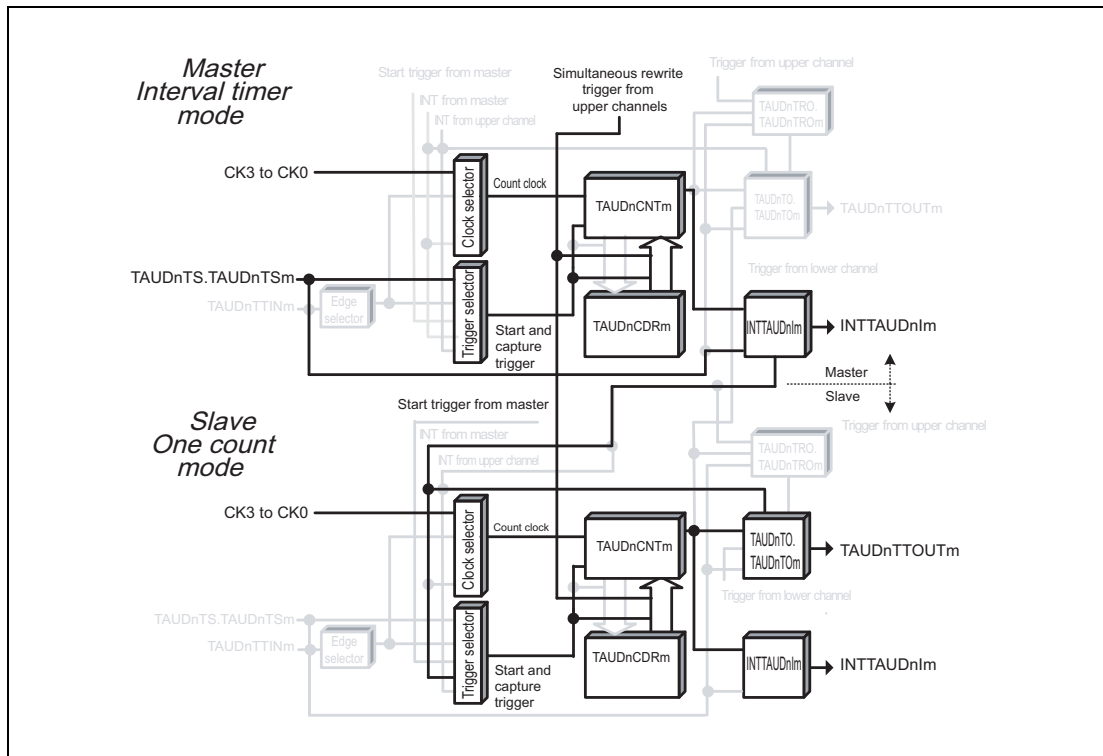 Master
Interval timer
mode
Start trigger from master
INT from master
INT from upper channel
Simultaneous rewrite
trigger from
upper channels
Trigger from upper channel
TAUDnTRO.
TAUDnTROm
CK3 to CK0
Clock selector
Count clock
TAUDnCNTm
TAUDnTO.
TAUDnTOm
TAUDnTTOUTm
TAUDnTS.TAUDnTSm
TAUDnTTINm
Edge
selector
Trigger selector
Start and
capture
trigger
TAUDnCDRm
Trigger from lower channel
INTTAUDnIm
INTTAUDnIm
Master
Slave
Slave
One count
mode
Start trigger from master
INT from master
INT from upper channel
Trigger from upper channel
TAUDnTRO.
TAUDnTROm
CK3 to CK0
Clock selector
Count clock
TAUDnCNTm
TAUDnTO.
TAUDnTOm
TAUDnTTOUTm
Trigger from lower channel
TAUDnTS.TAUDnTSm
TAUDnTTINm
Edge
selector
Trigger selector
Start and
capture
trigger
TAUDnCDRm
INTTAUDnIm
INTTAUDnIm